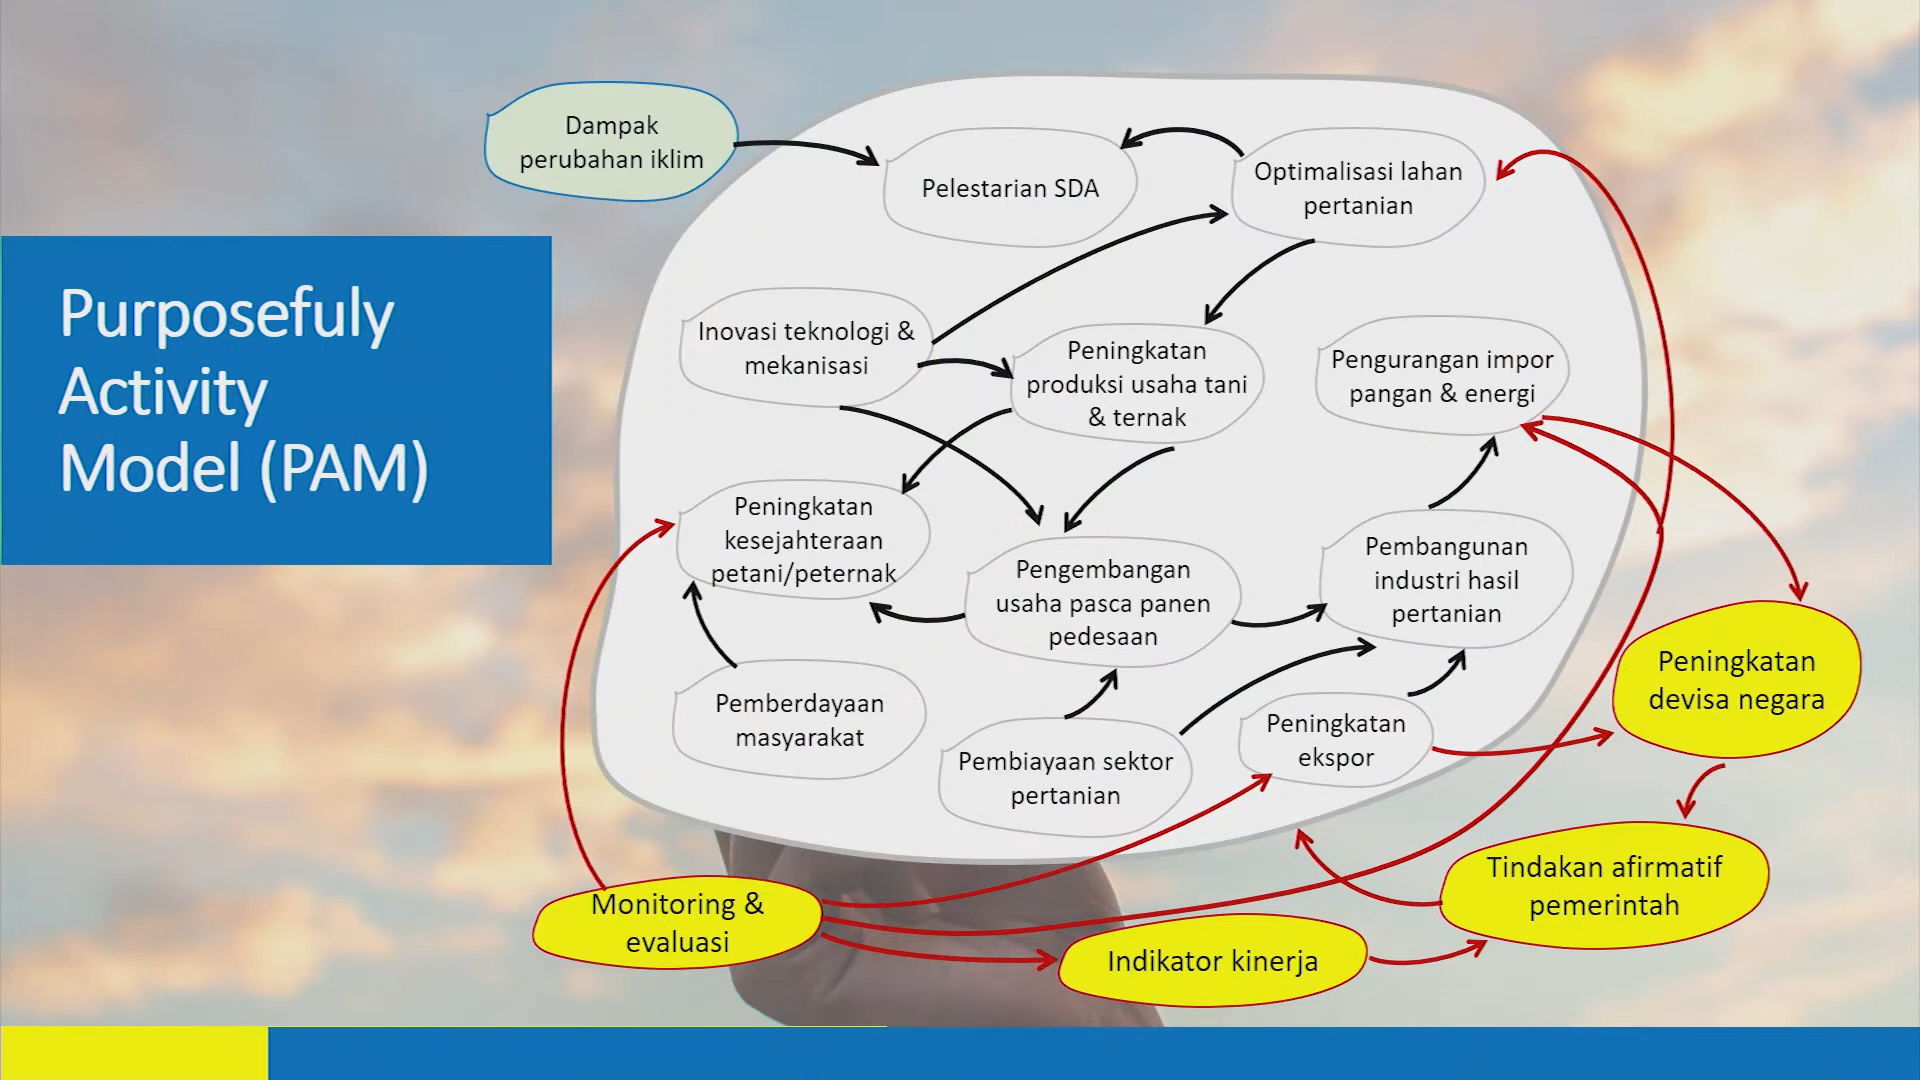 Purposefuly
Activity
Model (PAM)
Dampak
perubahan iklim
Pelestarian SDA
Optimalisasi lahan
pertanian
Inovasi teknologi &
mekanisasi
Peningkatan
produksi usaha tani
& ternak
Pengurangan impor
pangan & energi
Peningkatan
kesejahteraan
petani/peternak
Pengembangan
usaha pasca panen
pedesaan
Pembangunan
industri hasil
pertanian
Pemberdayaan
masyarakat
Pembiayaan sektor
pertanian
Peningkatan
ekspor
Peningkatan
devisa negara
Tindakan afirmatif
pemerintah
Monitoring &
evaluasi
Indikator kinerja